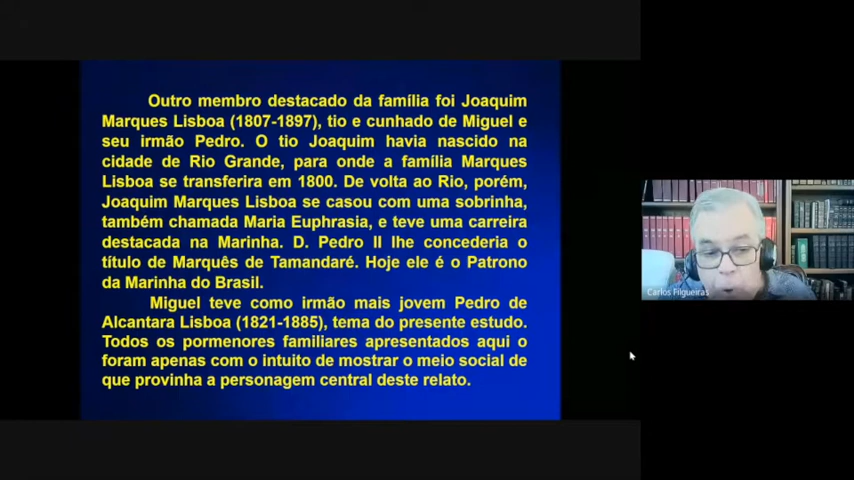 Outro membro destacado da família foi Joaquim
Marques Lisboa (1807-1897), tio e cunhado de Miguel e
seu irmão Pedro. O tio Joaquim havia nascido na
cidade de Rio Grande, para onde a família Marques
Lisboa se transferira em 1800. De volta ao Rio, porém,
Joaquim Marques Lisboa se casou com uma sobrinha,
também chamada Maria Euphrasia, e teve uma carreira
destacada na Marinha. D. Pedro II lhe concederia o
título de Marquês de Tamandaré. Hoje ele é o Patrono
da Marinha do Brasil.
Miguel teve como irmão mais jovem Pedro de
Alcantara Lisboa (1821-1885), tema do presente estudo.
Todos os pormenores familiares apresentados aqui o
foram apenas com o intuito de mostrar o meio social de
que provinha a personagem central deste relato.
Carlos Filgueiras